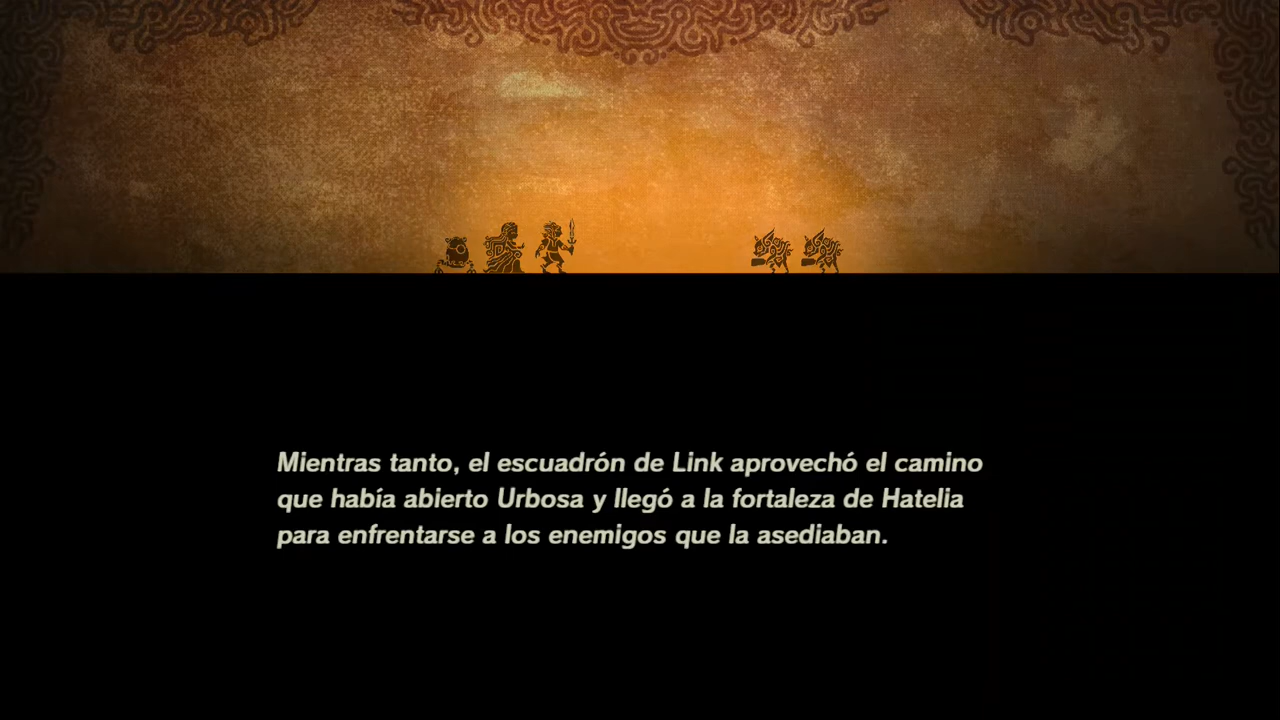 Mientras tanto, el escuadrón de Link aprovechó el camino
que había abierto Urbosa y llegó a la fortaleza de Hatelia
para enfrentarse a los enemigos que la asediaban.